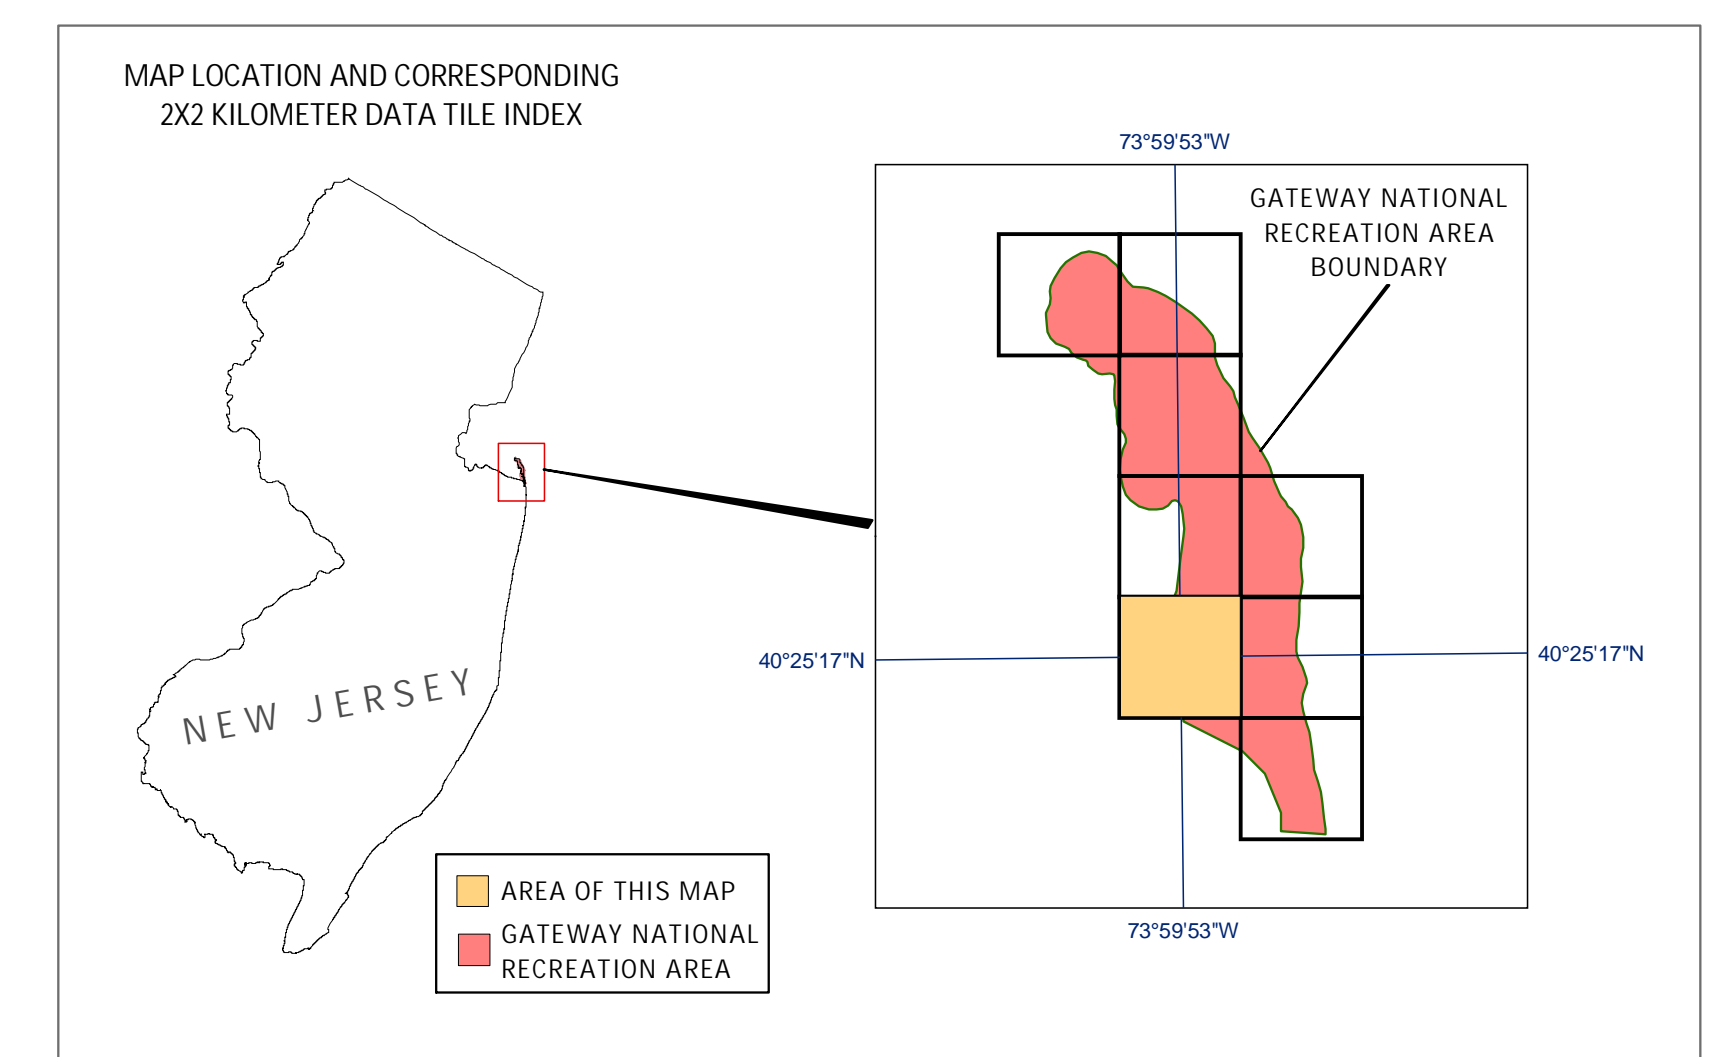 MAP LOCATION AND CORRESPONDING
2X2 KILOMETER DATA TILE INDEX
73°59'53"W
GATEWAY NATIONAL
RECREATION AREA
BOUNDARY
40°25'17"N
40°25'17"N
NEW JERSEY
AREA OF THIS MAP
GATEWAY NATIONAL
RECREATION AREA
73°59'53"W